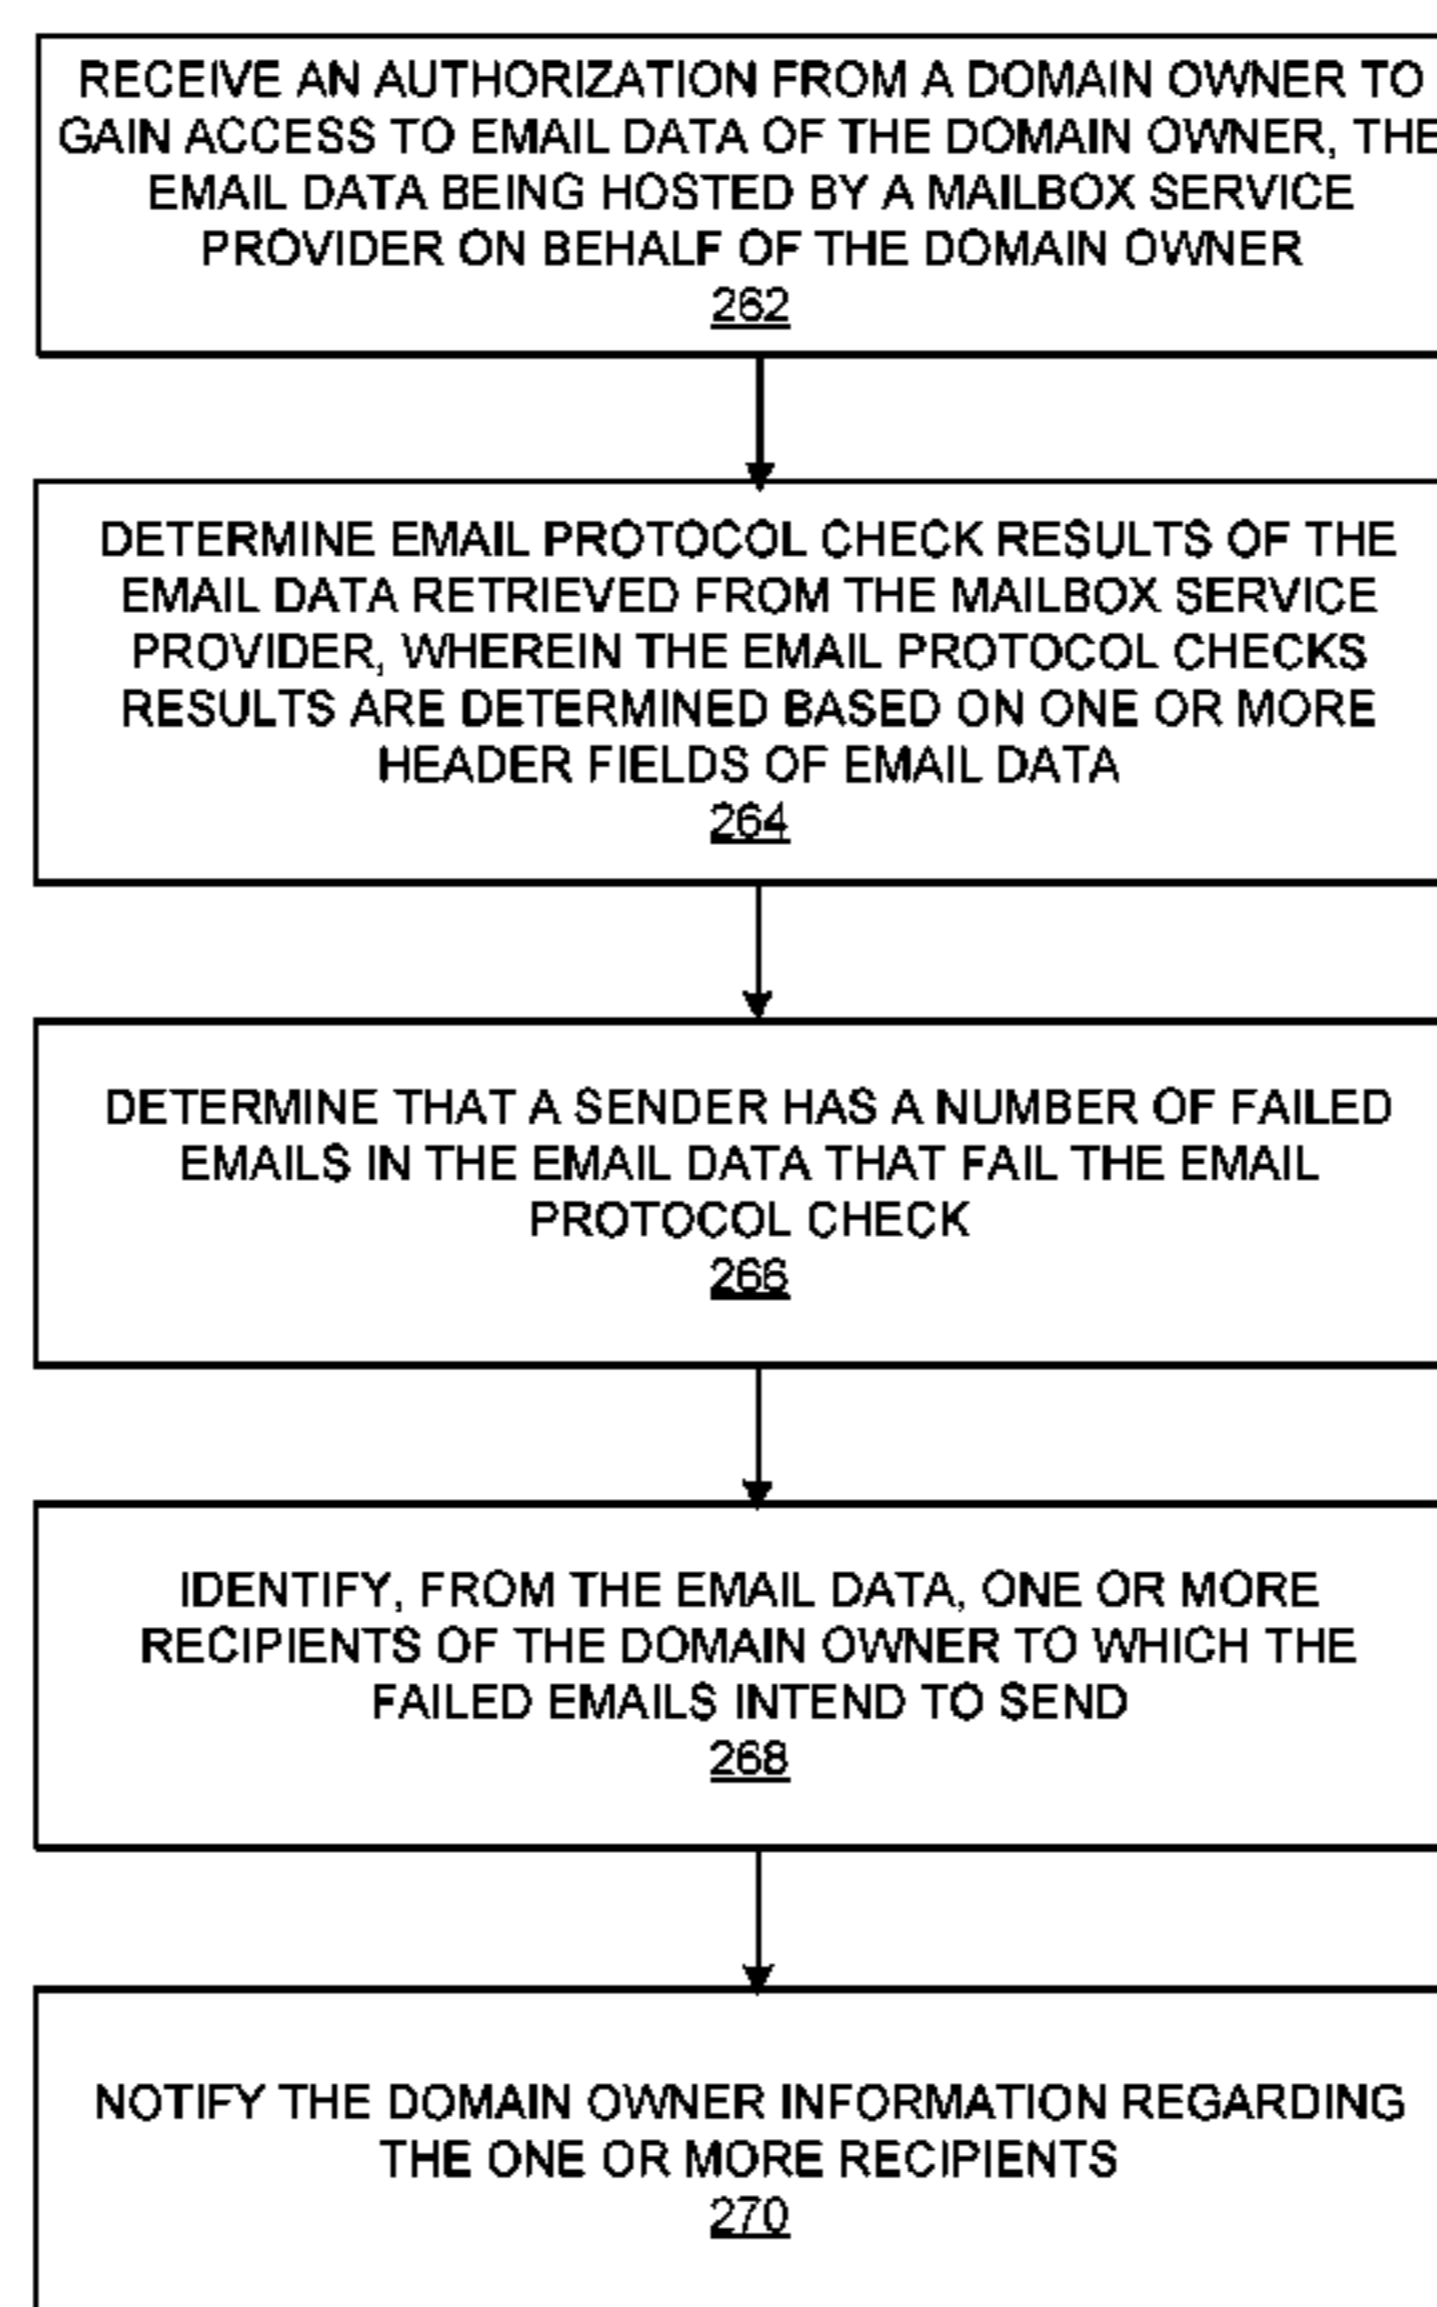 RECEIVE AN AUTHORIZATION FROM A DOMAIN OWNER TO
GAIN ACCESS TO EMAIL DATA OF THE DOMAIN OWNER, THE
EMAIL DATA BEING HOSTED BY A MAILBOX SERVICE
PROVIDER ON BEHALF OF THE DOMAIN OWNER
262
DETERMINE EMAIL PROTOCOL CHECK RESULTS OF THE
EMAIL DATA RETRIEVED FROM THE MAILBOX SERVICE
PROVIDER, WHEREIN THE EMAIL PROTOCOL CHECKS
RESULTS ARE DETERMINED BASED ON ONE OR MORE
HEADER FIELDS OF EMAIL DATA
264
DETERMINE THAT A SENDER HAS A NUMBER OF FAILED
EMAILS IN THE EMAIL DATA THAT FAIL THE EMAIL
PROTOCOL CHECK
266
IDENTIFY, FROM THE EMAIL DATA, ONE OR MORE
RECIPIENTS OF THE DOMAIN OWNER TO WHICH THE
FAILED EMAILS INTEND TO SEND
268
NOTIFY THE DOMAIN OWNER INFORMATION REGARDING
THE ONE OR MORE RECIPIENTS
270